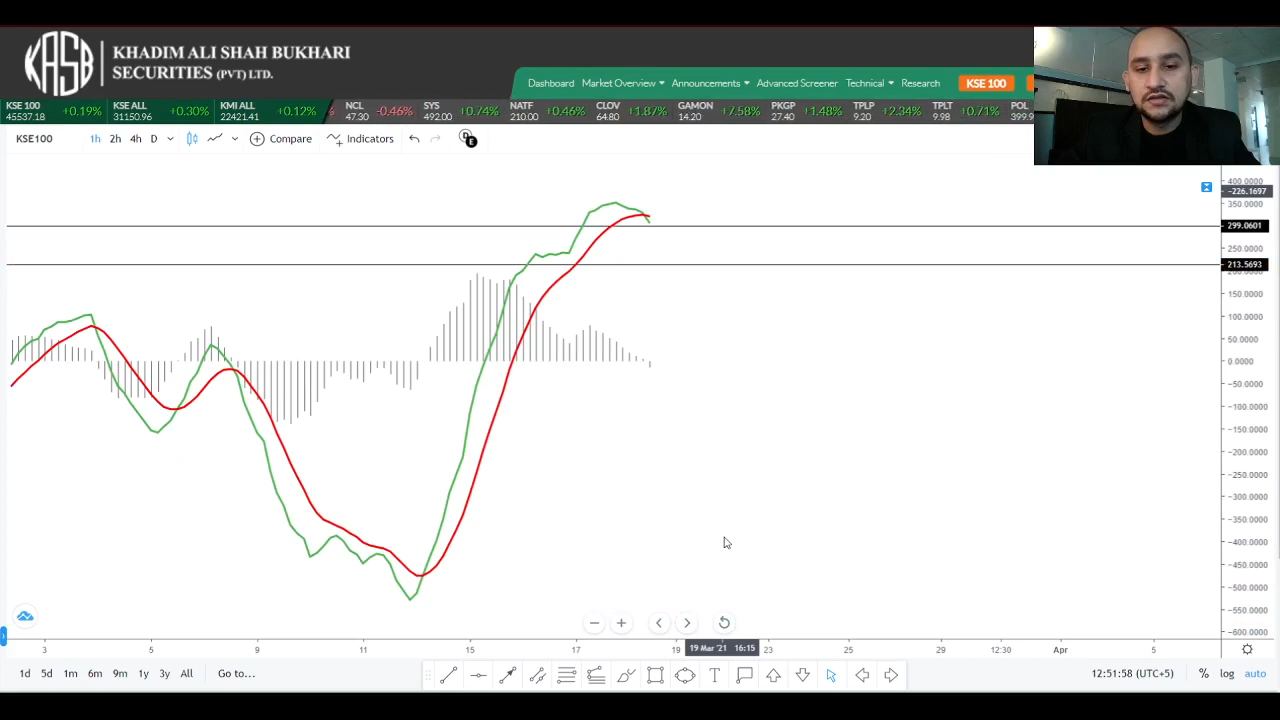 KASB
KHADIM ALI SHAH BUKHARI
SECURITIES (PVT) LTD.
Dashboard Market Overview Announcements Advanced Screener Technical Research KSE 100
KSE 100 45537.18 +0.19% KSE ALL 31150.96 +0.30% KMI ALL 22421.41 +0.12% NCL 47.30 -0.46% SYS 492.00 +0.74% NATF 210.00 +0.46% CLOV 64.80 +1.87% GAMON 14.20 +7.58% PKGP 27.40 +1.48% TPLP 9.20 +2.34% TPLT 9.98 +0.71% POL 399.9
KSE100 1h 2h 4h D Compare Indicators D E
400.0000
-226.1697
350.0000
299.0601
250.0000
213.5693
200.0000
150.0000
100.0000
50.0000
0.0000
-50.0000
-100.0000
-150.0000
-200.0000
-250.0000
-300.0000
-350.0000
-400.0000
-450.0000
-500.0000
-550.0000
-600.0000
3 5 9 11 15 17 19 19 Mar '21 16:15 23 25 29 12:30 Apr 5
1d 5d 1m 6m 9m 1y 3y All Go to... T 12:51:58 (UTC+5) % log auto